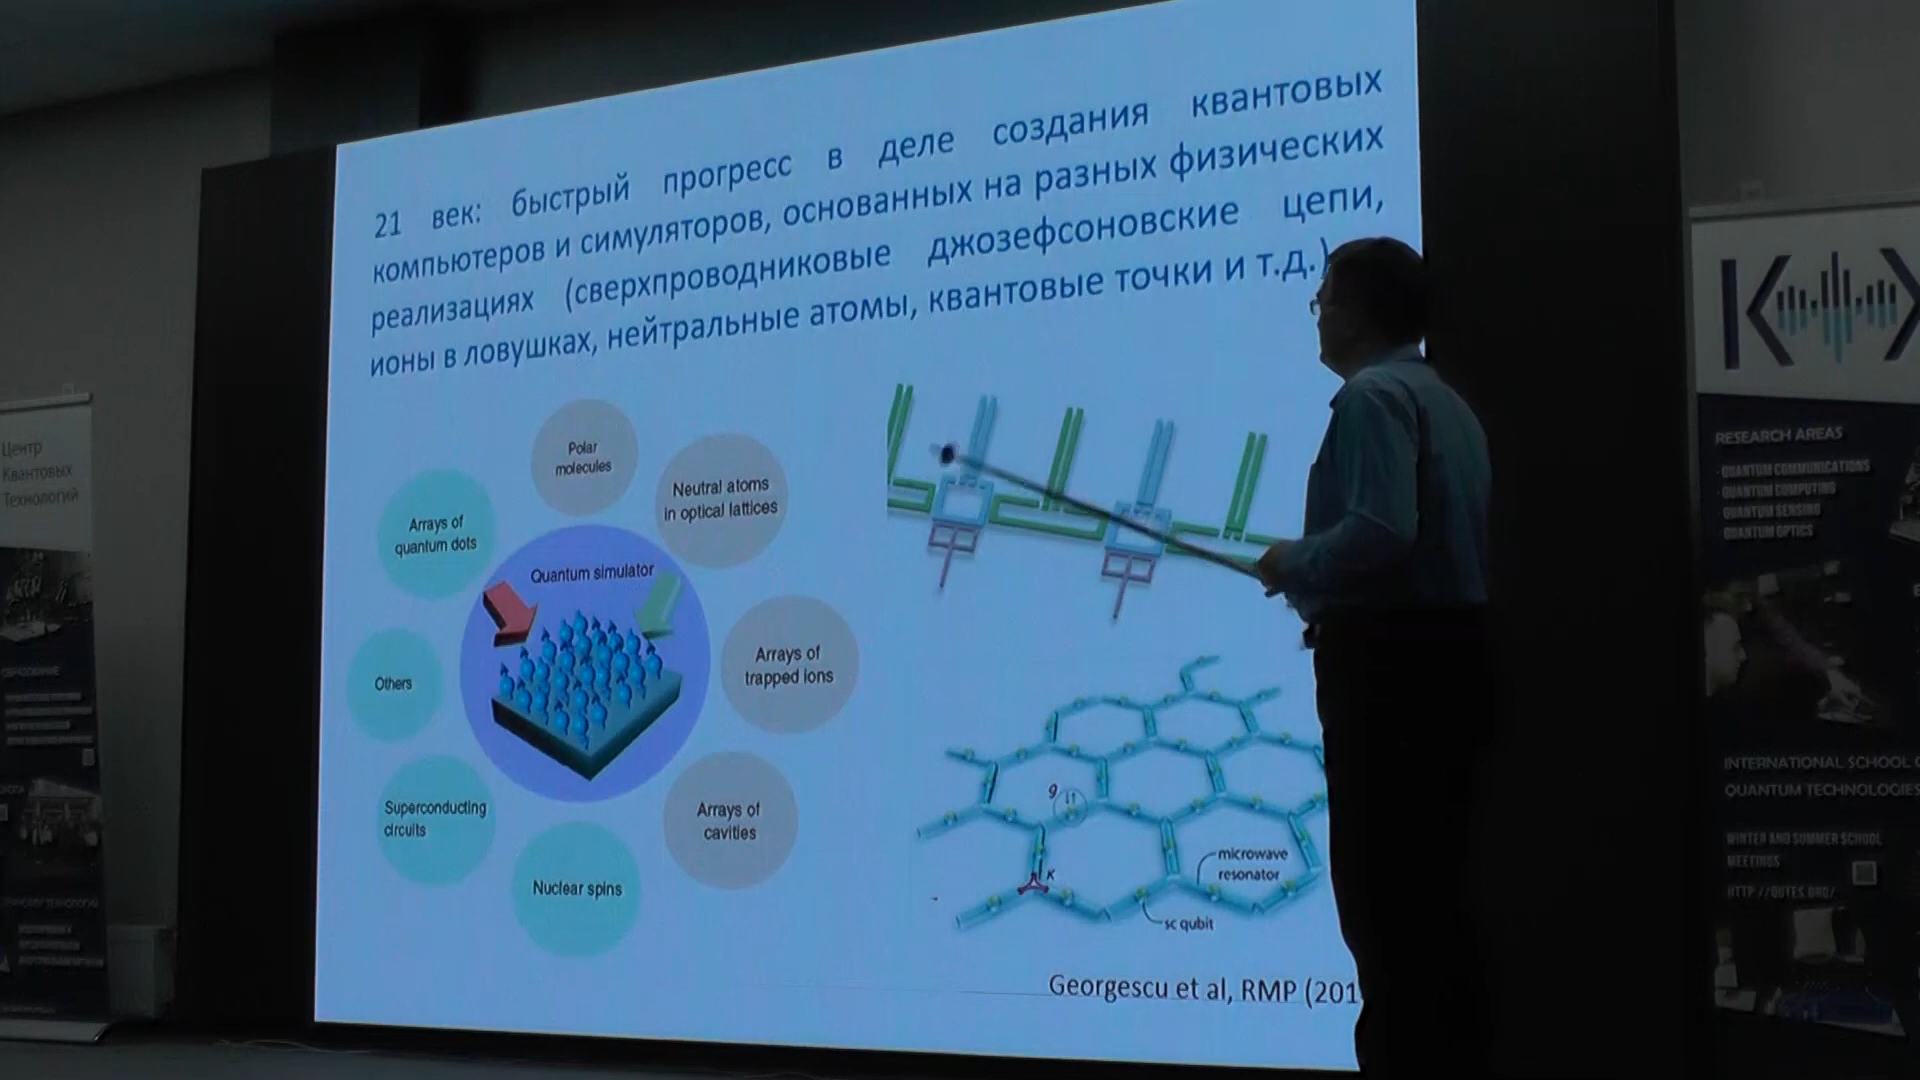 21 век: быстрый прогресс в деле создания квантовых
компьютеров и симуляторов, основанных на разных физических
реализациях (сверхпроводниковые джозефсоновские цепи,
ионы в ловушках, нейтральные атомы, квантовые точки и т.д.)
Polar
molecules
Neutral atoms
in optical lattices
Arrays of
quantum dots
Quantum simulator
Arrays of
trapped ions
Others
Superconducting
circuits
Arrays of
cavities
Nuclear spins
g
K
microwave
resonator
sc qubit
Georgescu et al, RMP (201
Центр
Квантовых
Технологий
RESEARCH AREAS
- QUANTUM COMMUNICATIONS
- QUANTUM COMPUTING
QUANTUM SENSING
QUANTUM OPTICS
INTERNATIONAL SCHOOL
QUANTUM TECHNOLOGIES
WINTER AND SUMMER SCHOOL
MEETINGS